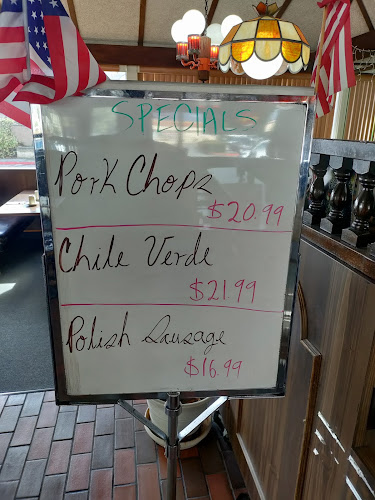 SPECIALS
Pork Chops
$20.99
Chile Verde
$21.99
Polish Sausage
$16.99